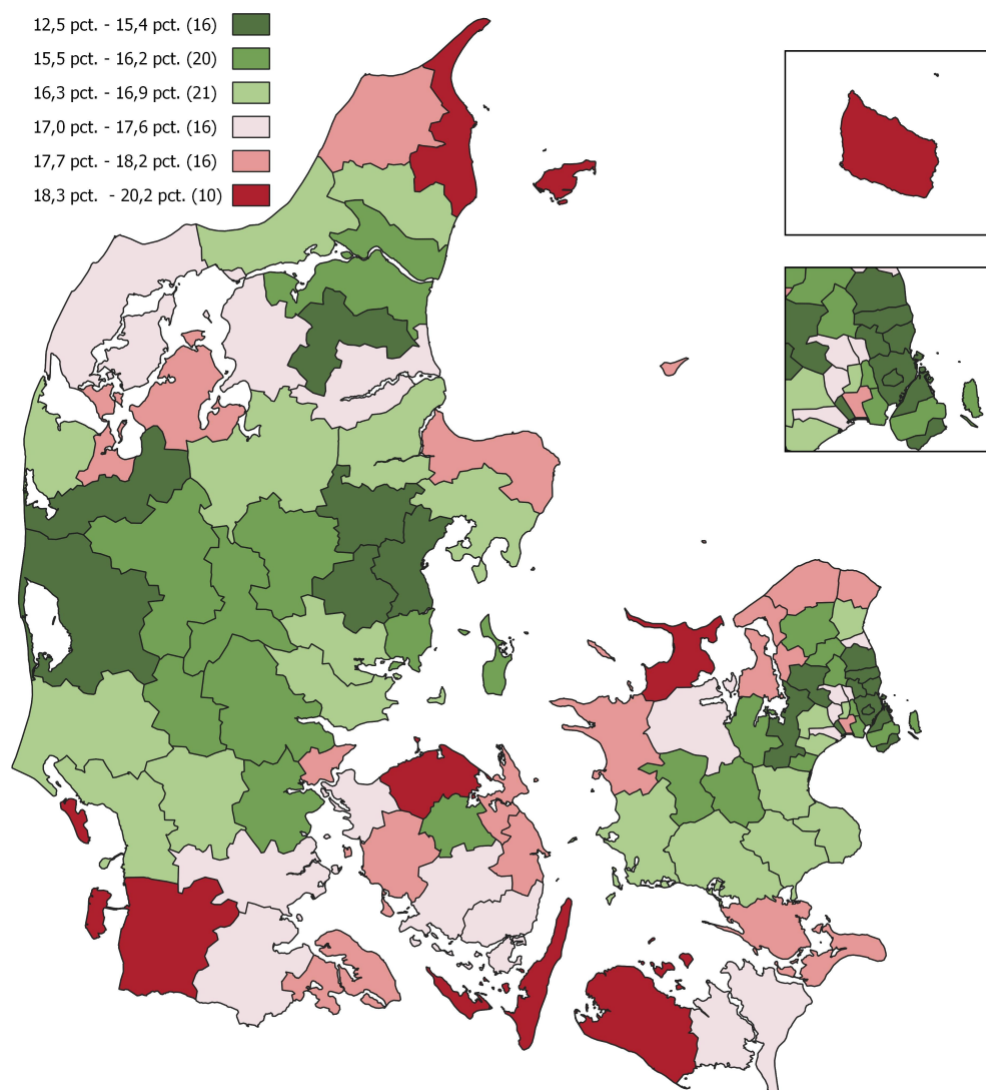 12,5 pct. - 15,4 pct. (16)
15,5 pct. - 16,2 pct. (20)
16,3 pct. - 16,9 pct. (21)
17,0 pct. - 17,6 pct. (16)
17,7 pct. - 18,2 pct. (16)
18,3 pct. - 20,2 pct. (10)